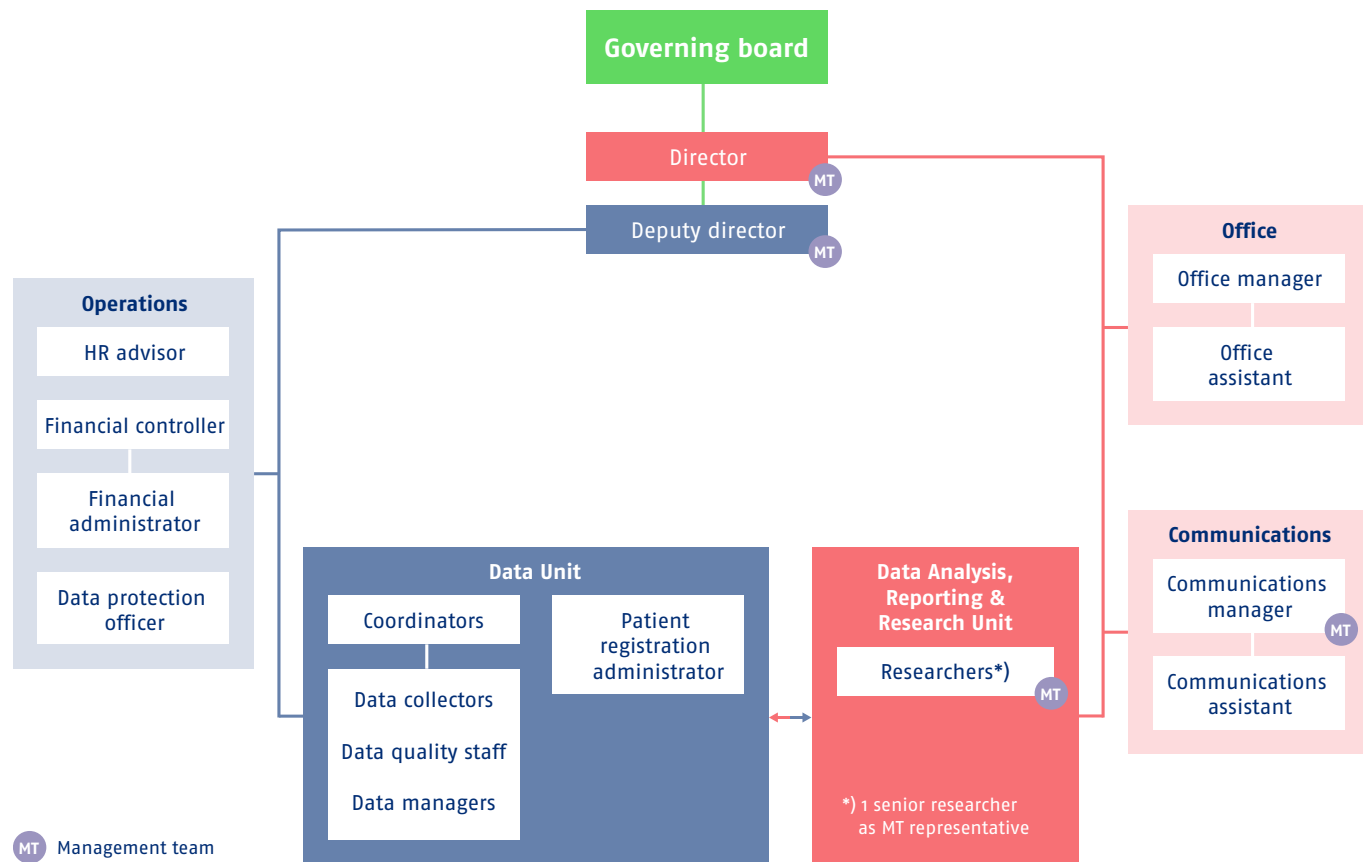 Governing board
Director
MT
Deputy director
MT
Operations
HR advisor
Financial controller
Financial
administrator
Data protection
officer
Office
Office manager
Office
assistant
Data Unit
Coordinators
Data collectors
Data quality staff
Data managers
Patient
registration
administrator
Data Analysis,
Reporting &
Research Unit
Researchers*)
MT
*) 1 senior researcher
as MT representative
Communications
Communications
manager
MT
Communications
assistant
MT Management team